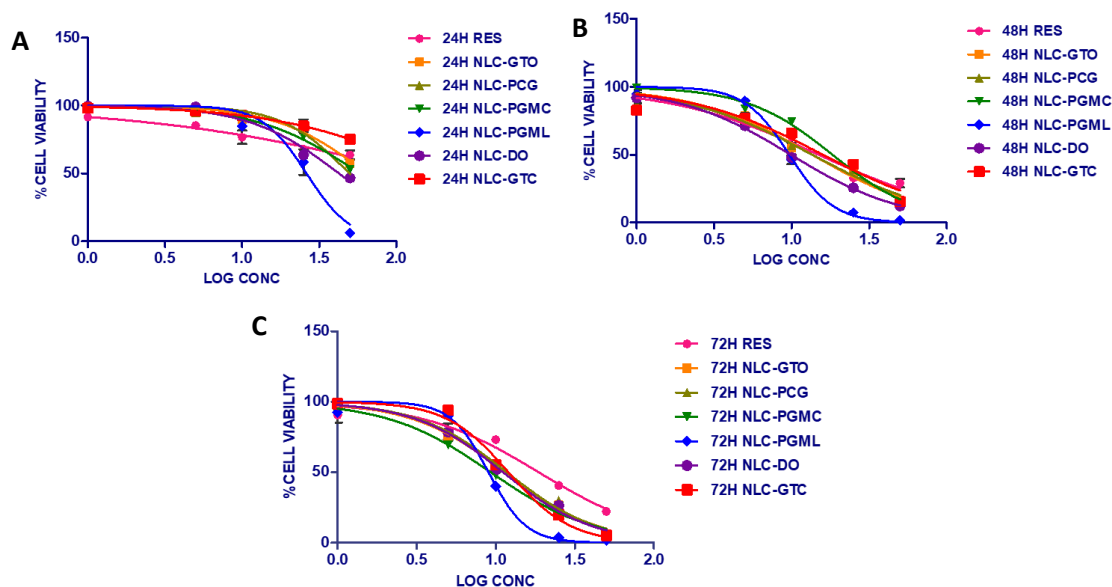 A
150
100
50
0
% CELL VIABILITY
0.0
0.5
1.0
1.5
2.0
LOG CONC
24H RES
24H NLC-GTO
24H NLC-PCG
24H NLC-PGMC
24H NLC-PGML
24H NLC-DO
24H NLC-GTC
B
150
100
50
0
% CELL VIABILITY
0.0
0.5
1.0
1.5
2.0
LOG CONC
48H RES
48H NLC-GTO
48H NLC-PCG
48H NLC-PGMC
48H NLC-PGML
48H NLC-DO
48H NLC-GTC
C
150
100
50
0
% CELL VIABILITY
0.0
0.5
1.0
1.5
2.0
LOG CONC
72H RES
72H NLC-GTO
72H NLC-PCG
72H NLC-PGMC
72H NLC-PGML
72H NLC-DO
72H NLC-GTC